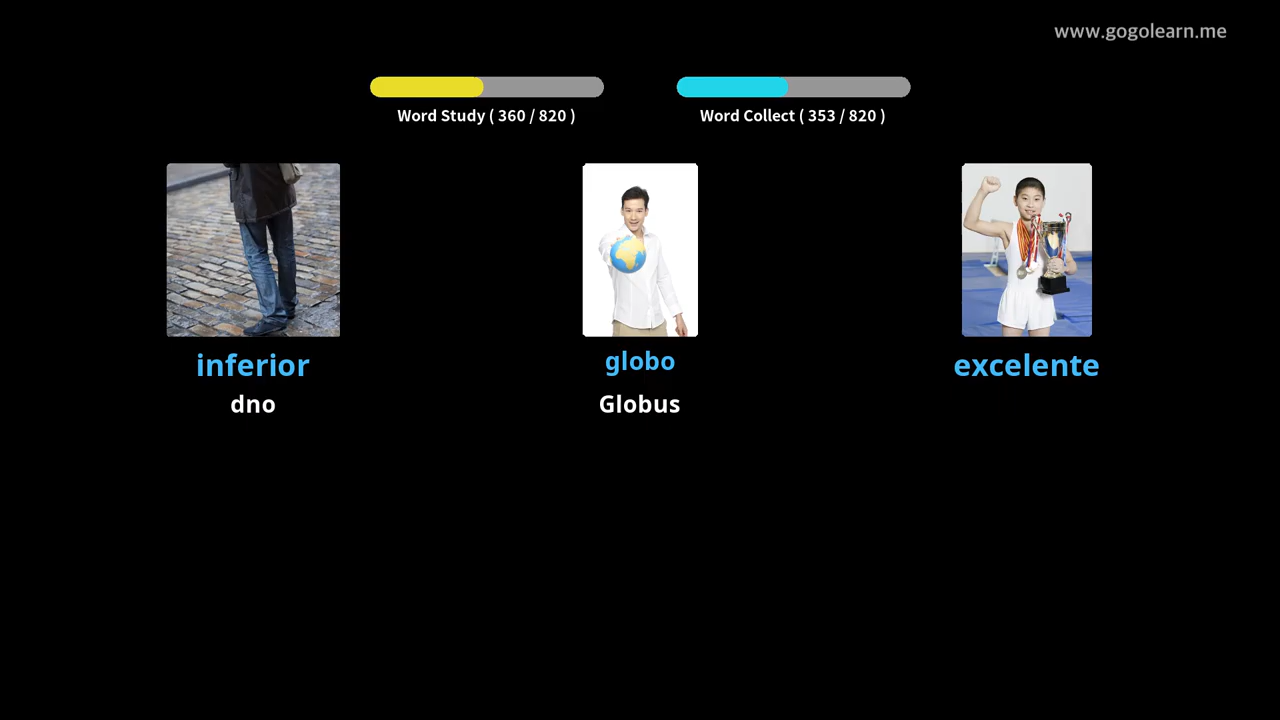 www.gogolearn.me
Word Study ( 360 / 820 )
Word Collect ( 353 / 820 )
inferior
globo
excelente
dno
Globus